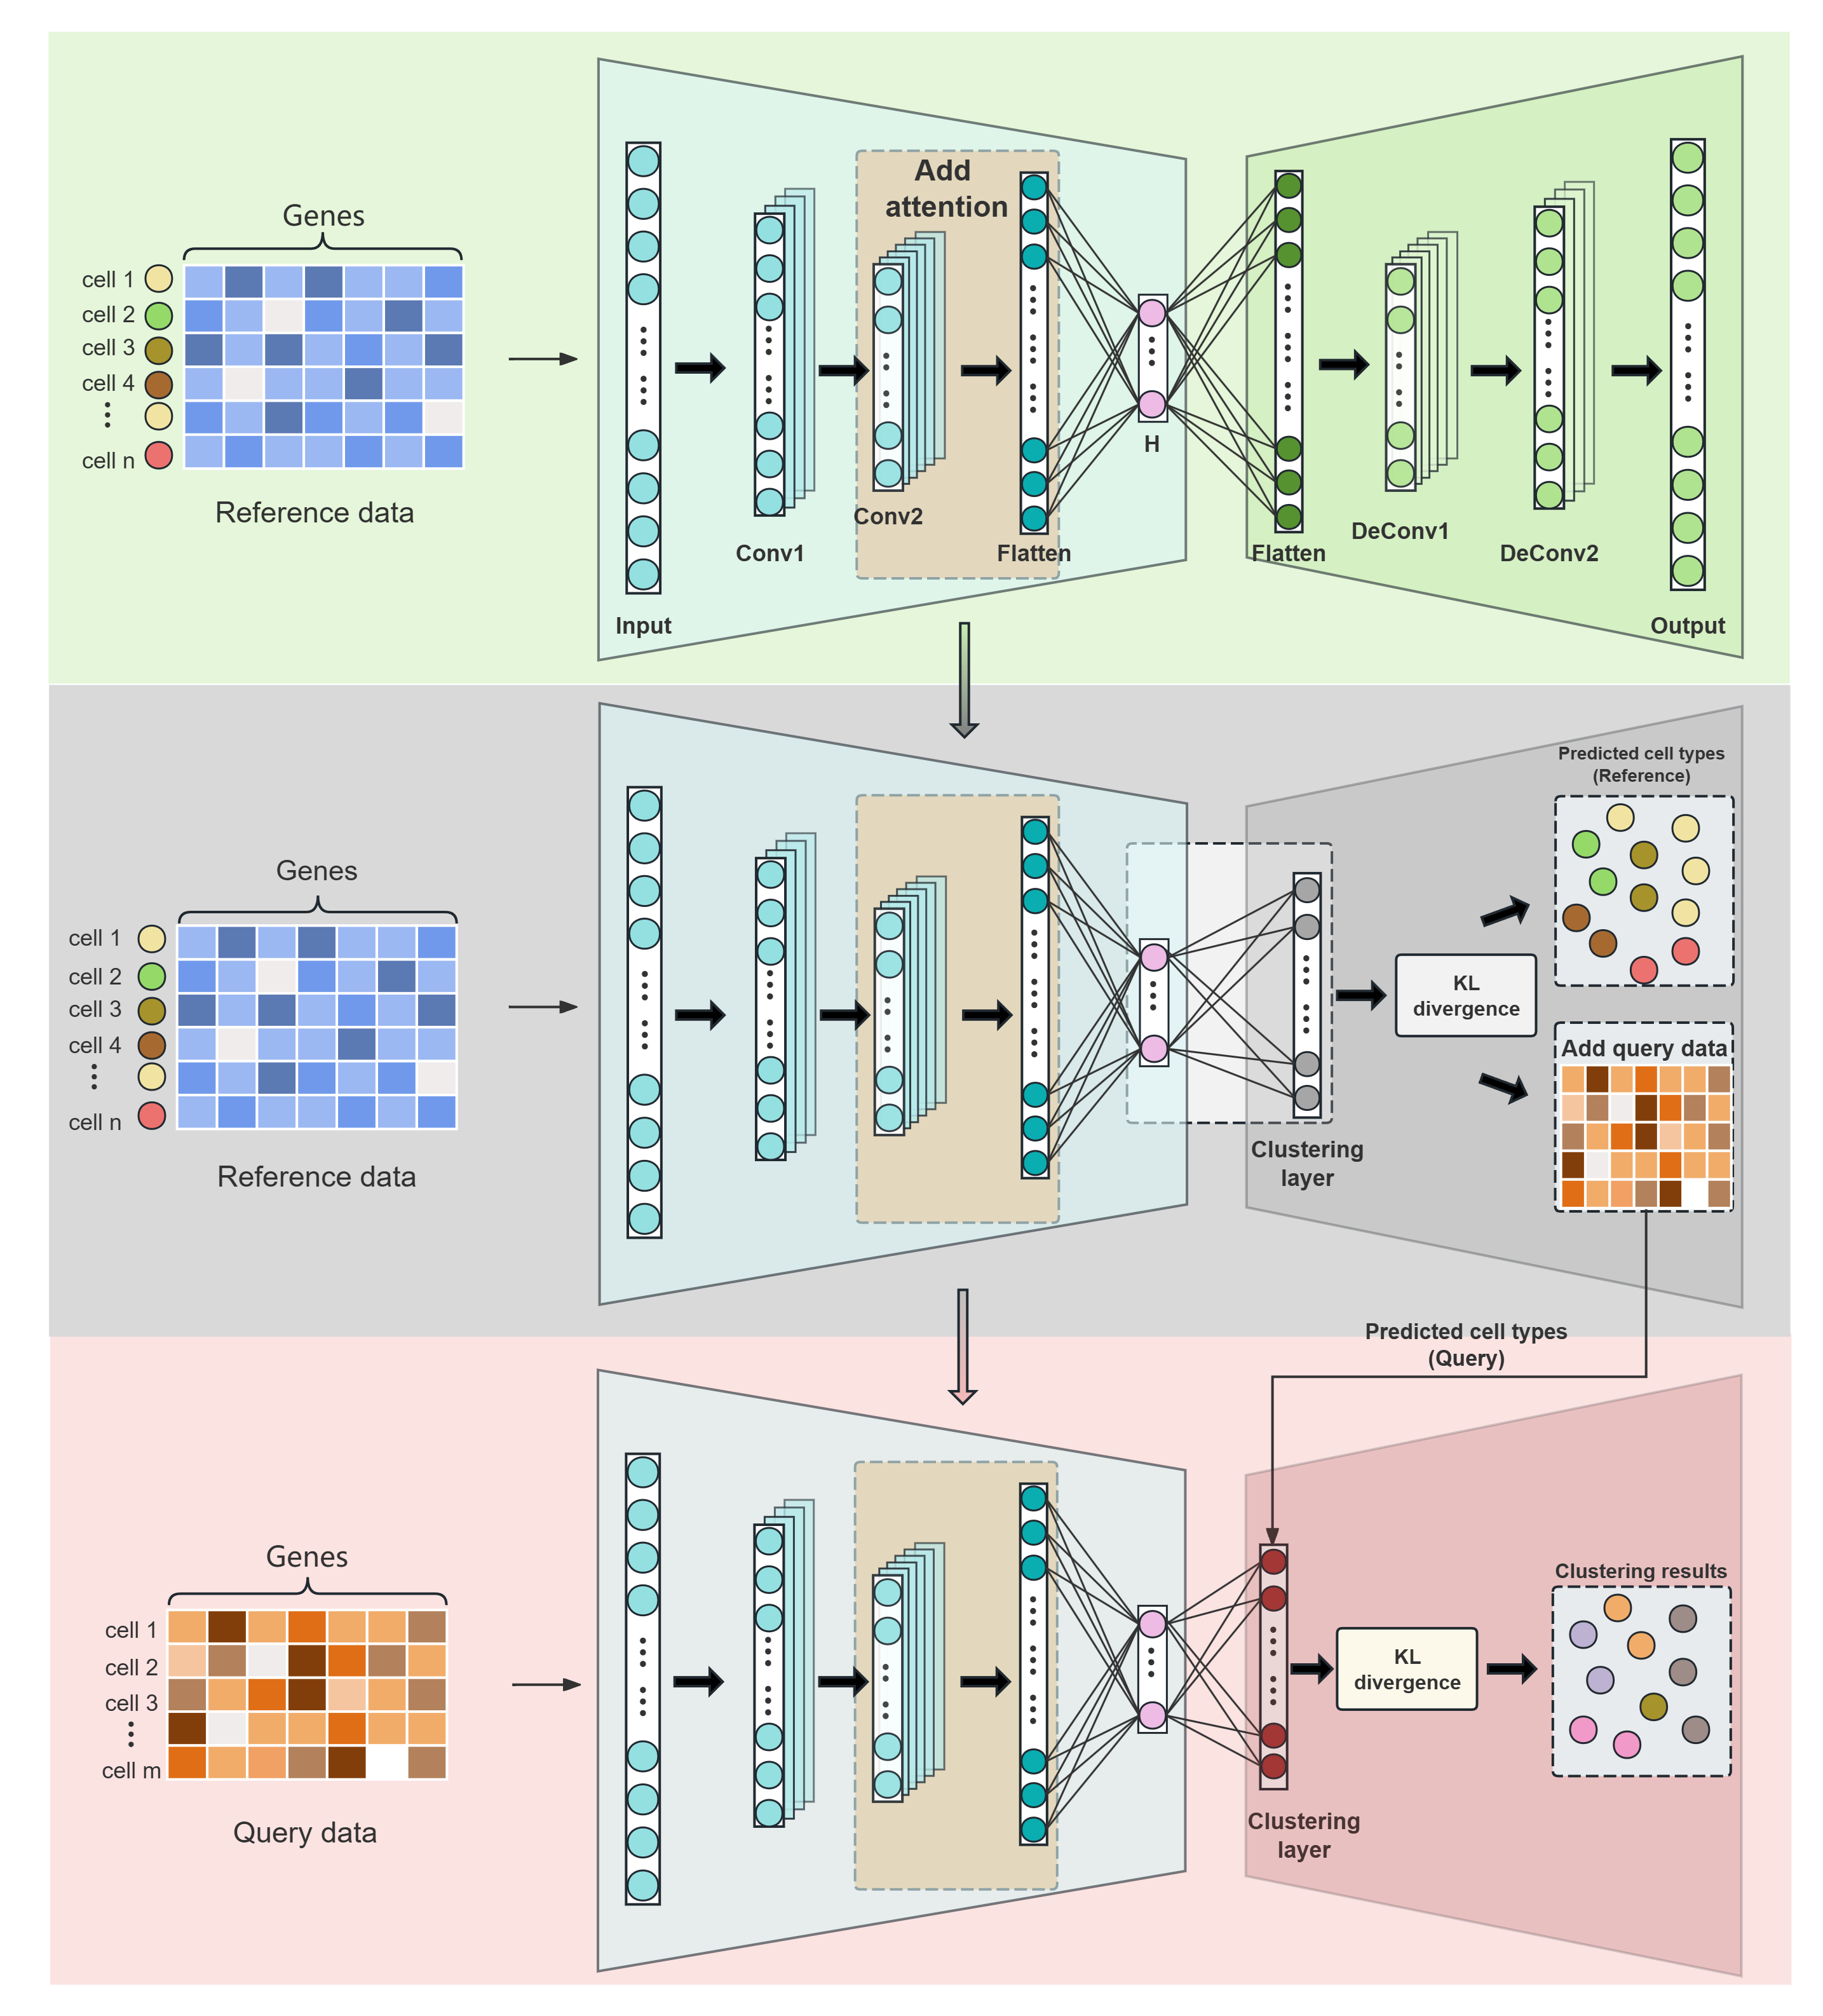 Genes
cell 1
cell 2
cell 3
cell 4
cell n
Reference data
Add
attention
Input
Conv1
Conv2
Flatten
H
Flatten
DeConv1
DeConv2
Output
Genes
cell 1
cell 2
cell 3
cell 4
cell n
Reference data
Clustering
layer
KL
divergence
Predicted cell types
(Reference)
Add query data
Predicted cell types
(Query)
Genes
cell 1
cell 2
cell 3
cell m
Query data
Clustering
layer
KL
divergence
Clustering results